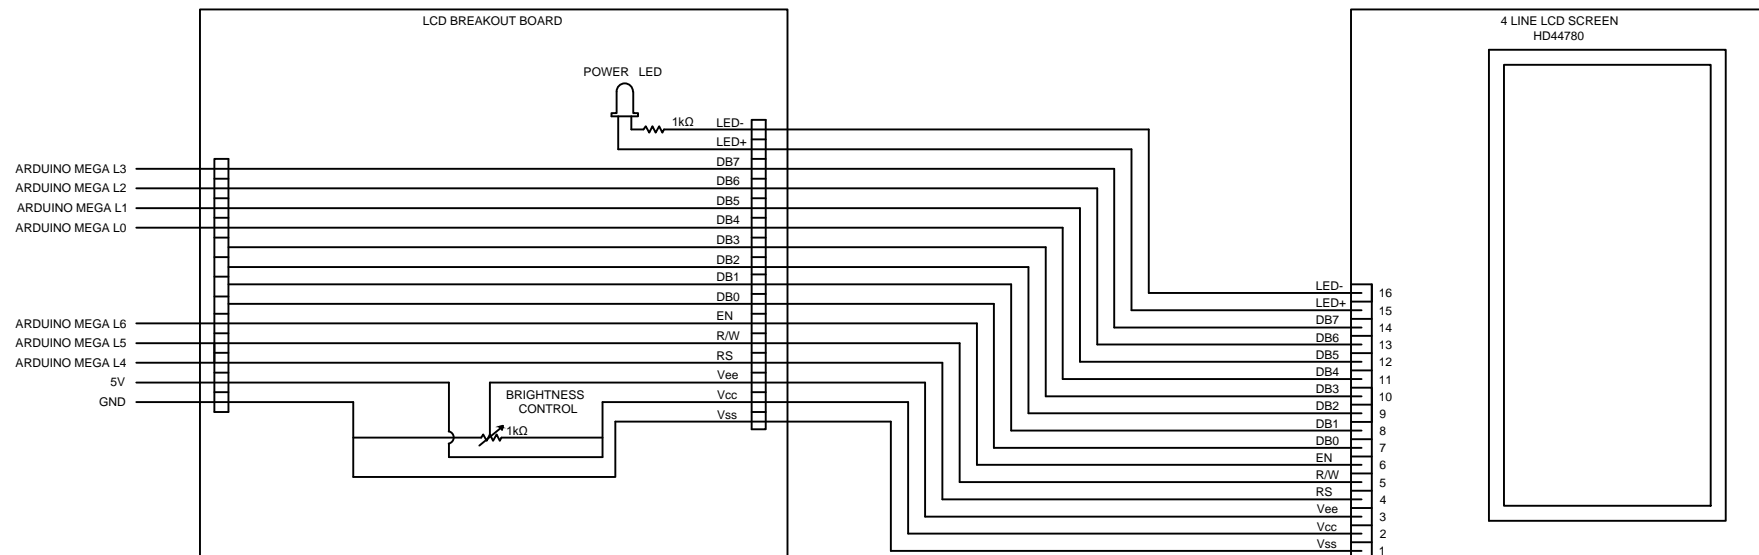 LCD BREAKOUT BOARD
4 LINE LCD SCREEN
HD44780
POWER LED
1kΩ
LED-
LED+
DB7
DB6
DB5
DB4
DB3
DB2
DB1
DB0
EN
R/W
RS
Vee
Vcc
Vss
ARDUINO MEGA L3
ARDUINO MEGA L2
ARDUINO MEGA L1
ARDUINO MEGA L0
ARDUINO MEGA L6
ARDUINO MEGA L5
ARDUINO MEGA L4
5V
GND
BRIGHTNESS
CONTROL
1kΩ
LED- 16
LED+ 15
DB7 14
DB6 13
DB5 12
DB4 11
DB3 10
DB2 9
DB1 8
DB0 7
EN 6
R/W 5
RS 4
Vee 3
Vcc 2
Vss 1